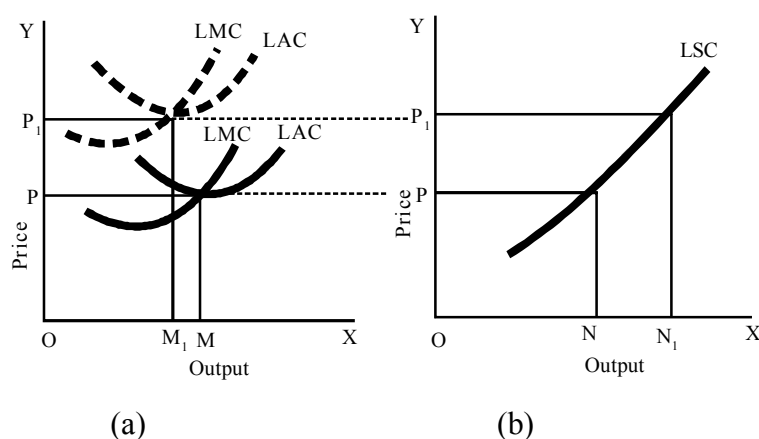 Y
LMC
LAC
P1
LMC
LAC
P
Price
O
M1
M
X
Output
(a)
Y
LSC
P1
P
Price
O
N
N1
X
Output
(b)